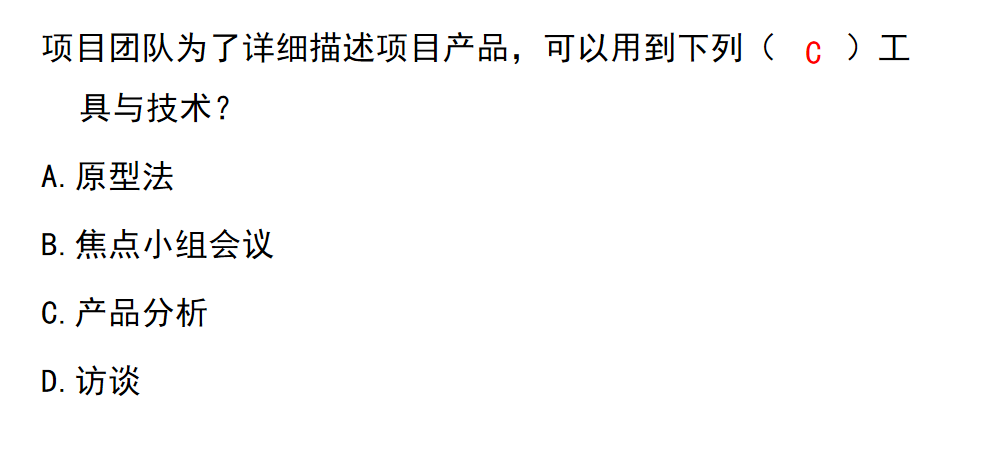 项目团队为了详细描述项目产品，可以用到下列（ C ）工
具与技术？
A.原型法
B.焦点小组会议
C.产品分析
D.访谈